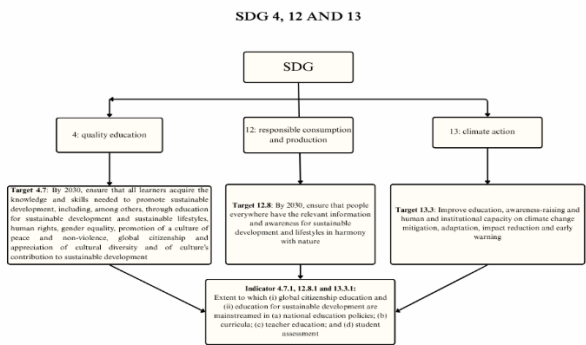 SDG 4, 12 AND 13
SDG
4: quality education
12: responsible consumption
and production
13: climate action
Target 4.7: By 2030, ensure that all learners acquire the
knowledge and skills needed to promote sustainable
development, including, among others, through education
for sustainable development and sustainable lifestyles,
human rights, gender equality, promotion of a culture of
peace and non-violence, global citizenship and
appreciation of cultural diversity and of culture's
contribution to sustainable development
Target 12.8: By 2030, ensure that people
everywhere have the relevant information
and awareness for sustainable
development and lifestyles in harmony
with nature
Target 13.3: Improve education, awareness-raising and
human and institutional capacity on climate change
mitigation, adaptation, impact reduction and early
warning
Indicator 4.7.1, 12.8.1 and 13.3.1:
Extent to which (i) global citizenship education and
(ii) education for sustainable development are
mainstreamed in (a) national education policies; (b)
curricula; (c) teacher education; and (d) student
assessment